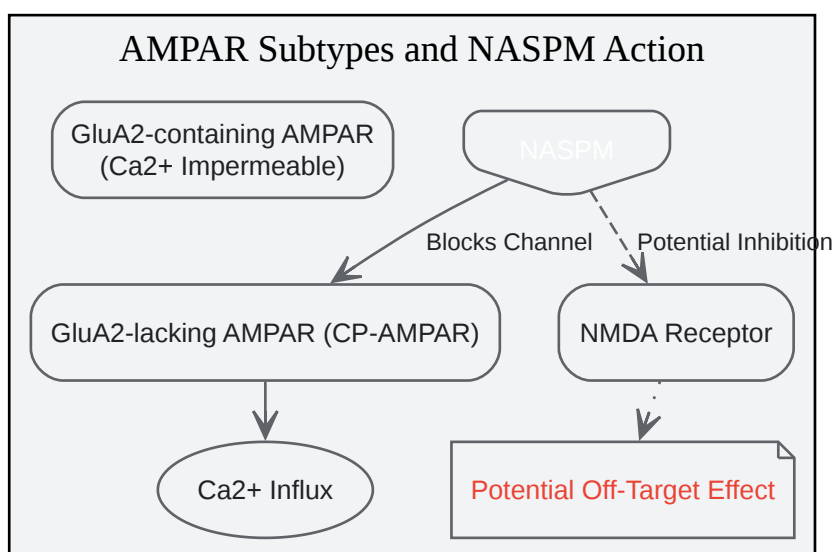 AMPAR Subtypes and NASPM Action
GluA2-containing AMPAR
(Ca2+ Impermeable)
NASPM
Blocks Channel
Potential Inhibition
GluA2-lacking AMPAR (CP-AMPAR)
NMDA Receptor
Ca2+ Influx
Potential Off-Target Effect